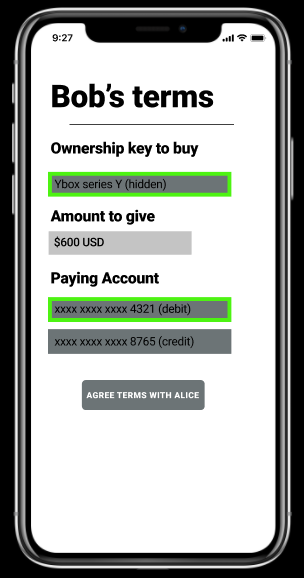 9:27
Bob’s terms
Ownership key to buy
Ybox series Y (hidden)
Amount to give
$600 USD
Paying Account
xxxx xxxx xxxx 4321 (debit)
xxxx xxxx xxxx 8765 (credit)
AGREE TERMS WITH ALICE